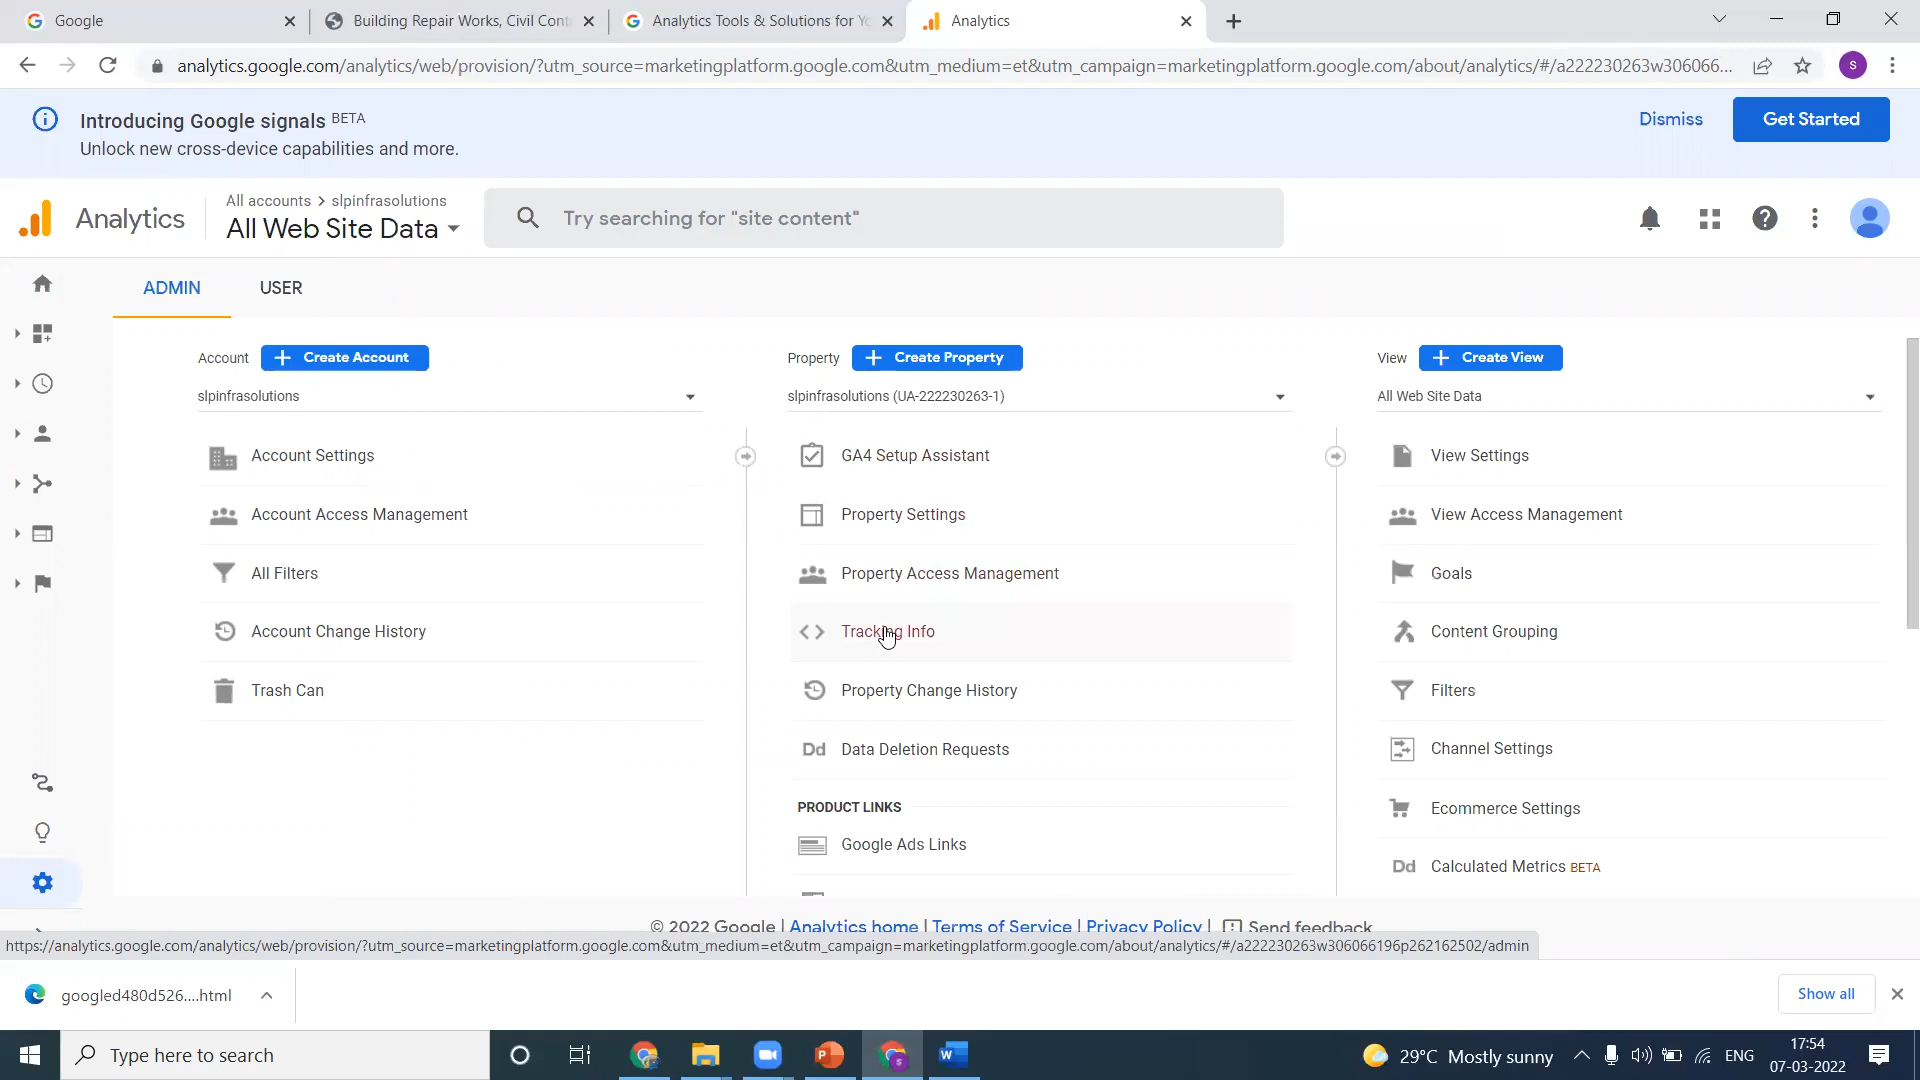 Google
Building Repair Works, Civil Cont
Analytics Tools & Solutions for Yo
Analytics
analytics.google.com/analytics/web/provision/?utm_source=marketingplatform.google.com&utm_medium=et&utm_campaign=marketingplatform.google.com/about/analytics/#/a222230263w306066...
S
Introducing Google signals BETA
Unlock new cross-device capabilities and more.
Dismiss
Get Started
Analytics
All accounts > slpinfrasolutions
All Web Site Data
Try searching for "site content"
ADMIN
USER
Account
Create Account
slpinfrasolutions
Account Settings
Account Access Management
All Filters
Account Change History
Trash Can
Property
Create Property
slpinfrasolutions (UA-222230263-1)
GA4 Setup Assistant
Property Settings
Property Access Management
Tracking Info
Property Change History
Dd Data Deletion Requests
PRODUCT LINKS
Google Ads Links
View
Create View
All Web Site Data
View Settings
View Access Management
Goals
Content Grouping
Filters
Channel Settings
Ecommerce Settings
Dd Calculated Metrics BETA
© 2022 Google | Analytics home | Terms of Service | Privacy Policy | Send feedback
https://analytics.google.com/analytics/web/provision/?utm_source=marketingplatform.google.com&utm_medium=et&utm_campaign=marketingplatform.google.com/about/analytics/#/a222230263w306066196p262162502/admin
googled480d526....html
Show all
Type here to search
29°C Mostly sunny
ENG
17:54
07-03-2022